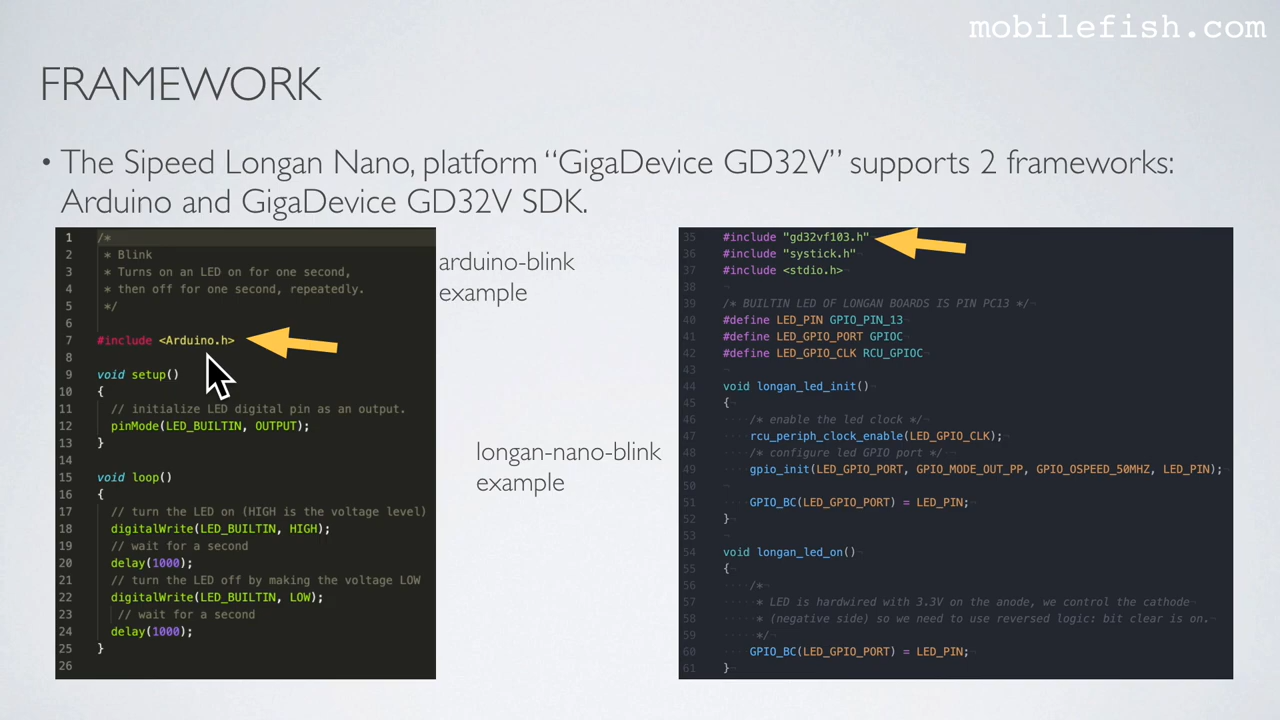 mobilefish.com
FRAMEWORK
• The Sipeed Longan Nano, platform “GigaDevice GD32V” supports 2 frameworks:
Arduino and GigaDevice GD32V SDK.
1 /*
2 * Blink
3 * Turns on an LED on for one second,
4 * then off for one second, repeatedly.
5 */
6
7 #include <Arduino.h>
8
9 void setup()
10 {
11 // initialize LED digital pin as an output.
12 pinMode(LED_BUILTIN, OUTPUT);
13 }
14
15 void loop()
16 {
17 // turn the LED on (HIGH is the voltage level)
18 digitalWrite(LED_BUILTIN, HIGH);
19 // wait for a second
20 delay(1000);
21 // turn the LED off by making the voltage LOW
22 digitalWrite(LED_BUILTIN, LOW);
23 // wait for a second
24 delay(1000);
25 }
26
arduino-blink
example
longan-nano-blink
example
35 #include "gd32vf103.h"
36 #include "systick.h"
37 #include <stdio.h>
38
39 /* BUILTIN LED OF LONGAN BOARDS IS PIN PC13 */
40 #define LED_PIN GPIO_PIN_13
41 #define LED_GPIO_PORT GPIOC
42 #define LED_GPIO_CLK RCU_GPIOC
43
44 void longan_led_init()
45 {
46 /* enable the led clock */
47 rcu_periph_clock_enable(LED_GPIO_CLK);
48 /* configure led GPIO port */
49 gpio_init(LED_GPIO_PORT, GPIO_MODE_OUT_PP, GPIO_OSPEED_50MHZ, LED_PIN);
50
51 GPIO_BC(LED_GPIO_PORT) = LED_PIN;
52 }
53
54 void longan_led_on()
55 {
56 /*
57 * LED is hardwired with 3.3V on the anode, we control the cathode
58 * (negative side) so we need to use reversed logic: bit clear is on.
59 */
60 GPIO_BC(LED_GPIO_PORT) = LED_PIN;
61 }